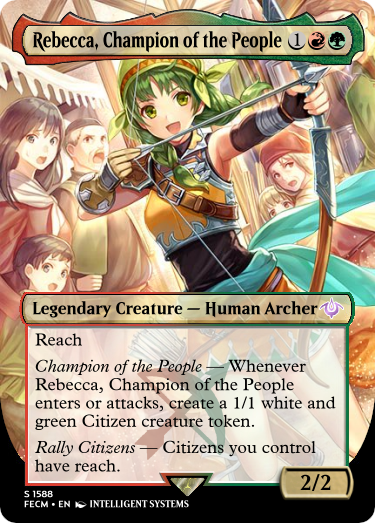 Rebecca, Champion of the People 1
Legendary Creature — Human Archer
Reach
Champion of the People — Whenever
Rebecca, Champion of the People
enters or attacks, create a 1/1 white and
green Citizen creature token.
Rally Citizens — Citizens you control
have reach.
2/2
S 1588
FECM • EN INTELLIGENT SYSTEMS